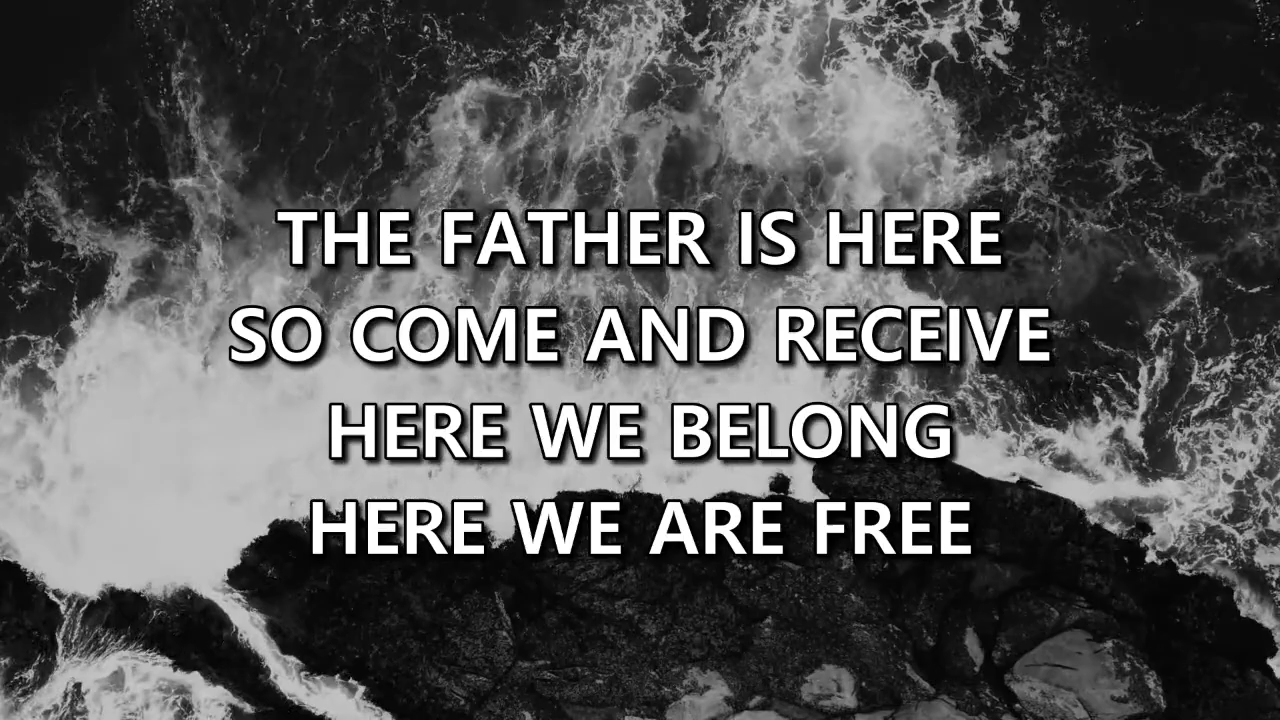 THE FATHER IS HERE
SO COME AND RECEIVE
HERE WE BELONG
HERE WE ARE FREE